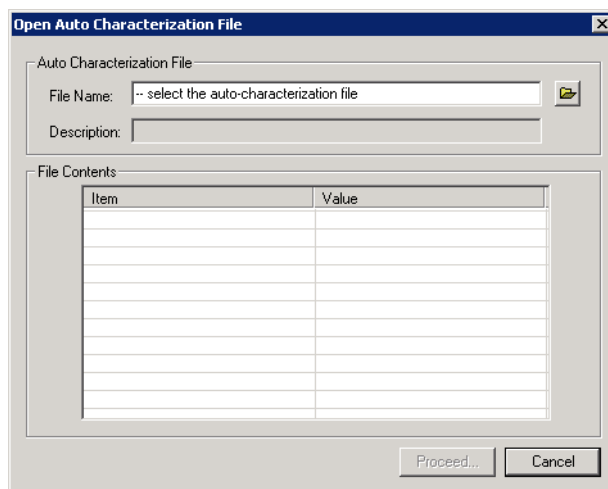 Open Auto Characterization File
Auto Characterization File
File Name: -- select the auto-characterization file
Description:
File Contents
Item Value
Proceed... Cancel